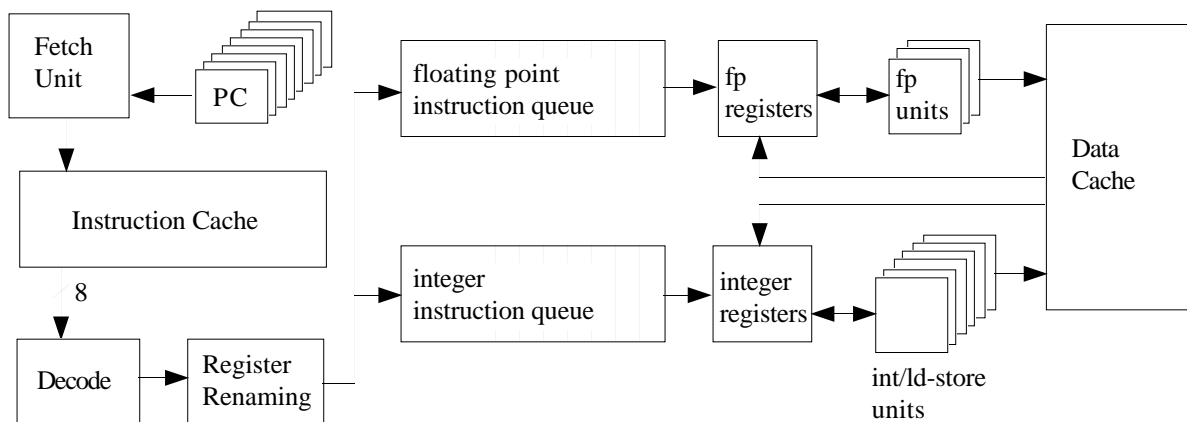 Fetch
Unit
PC
floating point
instruction queue
fp
registers
fp
units
Data
Cache
Instruction Cache
8
integer
instruction queue
integer
registers
Decode
Register
Renaming
int/ld-store
units